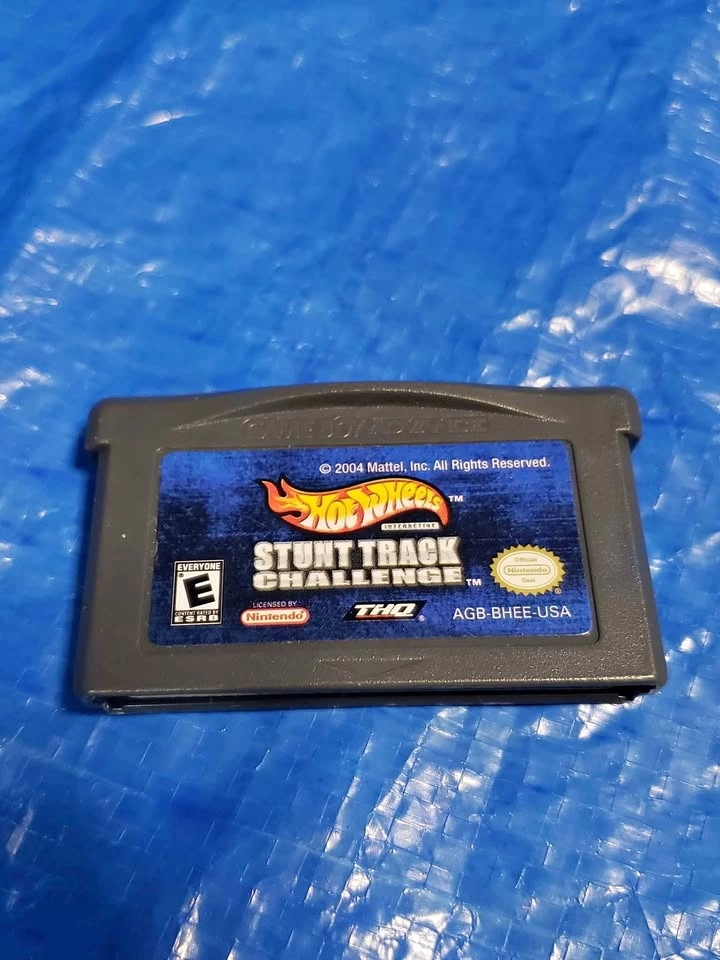 GAME BOY ADVANCE
© 2004 Mattel, Inc. All Rights Reserved.
Hot Wheels™
INTERACTIVE
STUNT TRACK
CHALLENGE™
EVERYONE
E
CONTENT RATED BY
ESRB
LICENSED BY
Nintendo®
THQ®
Official
Nintendo
Seal
®
AGB-BHEE-USA